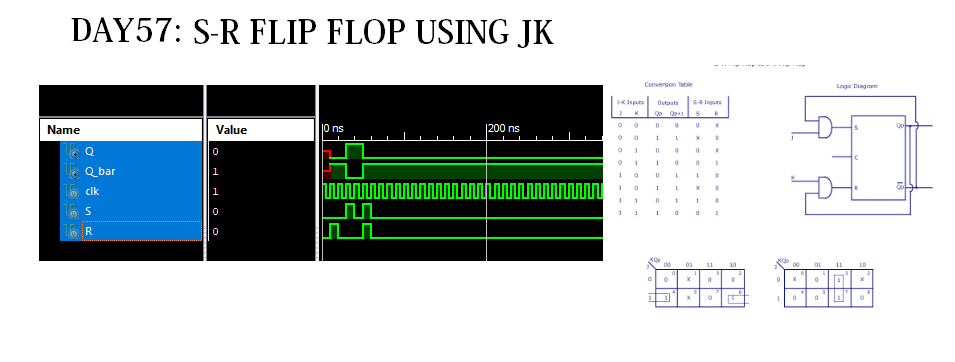 DAY57: S-R FLIP FLOP USING JK
Conversion Table
J-K Inputs Outputs S-R Inputs
J K Qp Qp+1 S R
0 0 0 0 0 X
0 0 1 1 X 0
0 1 0 0 0 X
0 1 1 0 0 1
1 0 0 1 1 0
1 0 1 1 X 0
1 1 0 1 1 0
1 1 1 0 0 1
Logic Diagram
J S Qp
C
K R Qp
Name Value 0 ns 200 ns
Q 0
Q_bar 1
clk 1
S 0
R 0
KQp 00 01 11 10
J
0 0 X 0 0
1 1 X 0 1
KQp 00 01 11 10
J
0 X 0 1 X
1 0 0 1 0